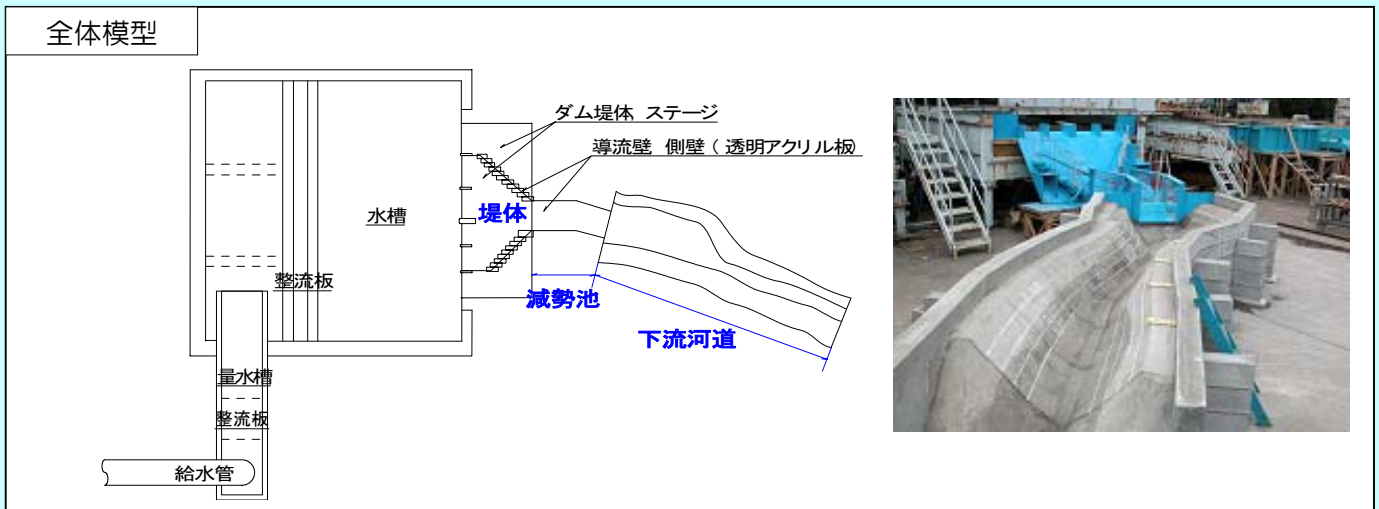 全体模型
ダム堤体 ステージ
導流壁 側壁 ( 透明アクリル板)
水槽
堤体
整流板
減勢池
下流河道
量水槽
整流板
給水管